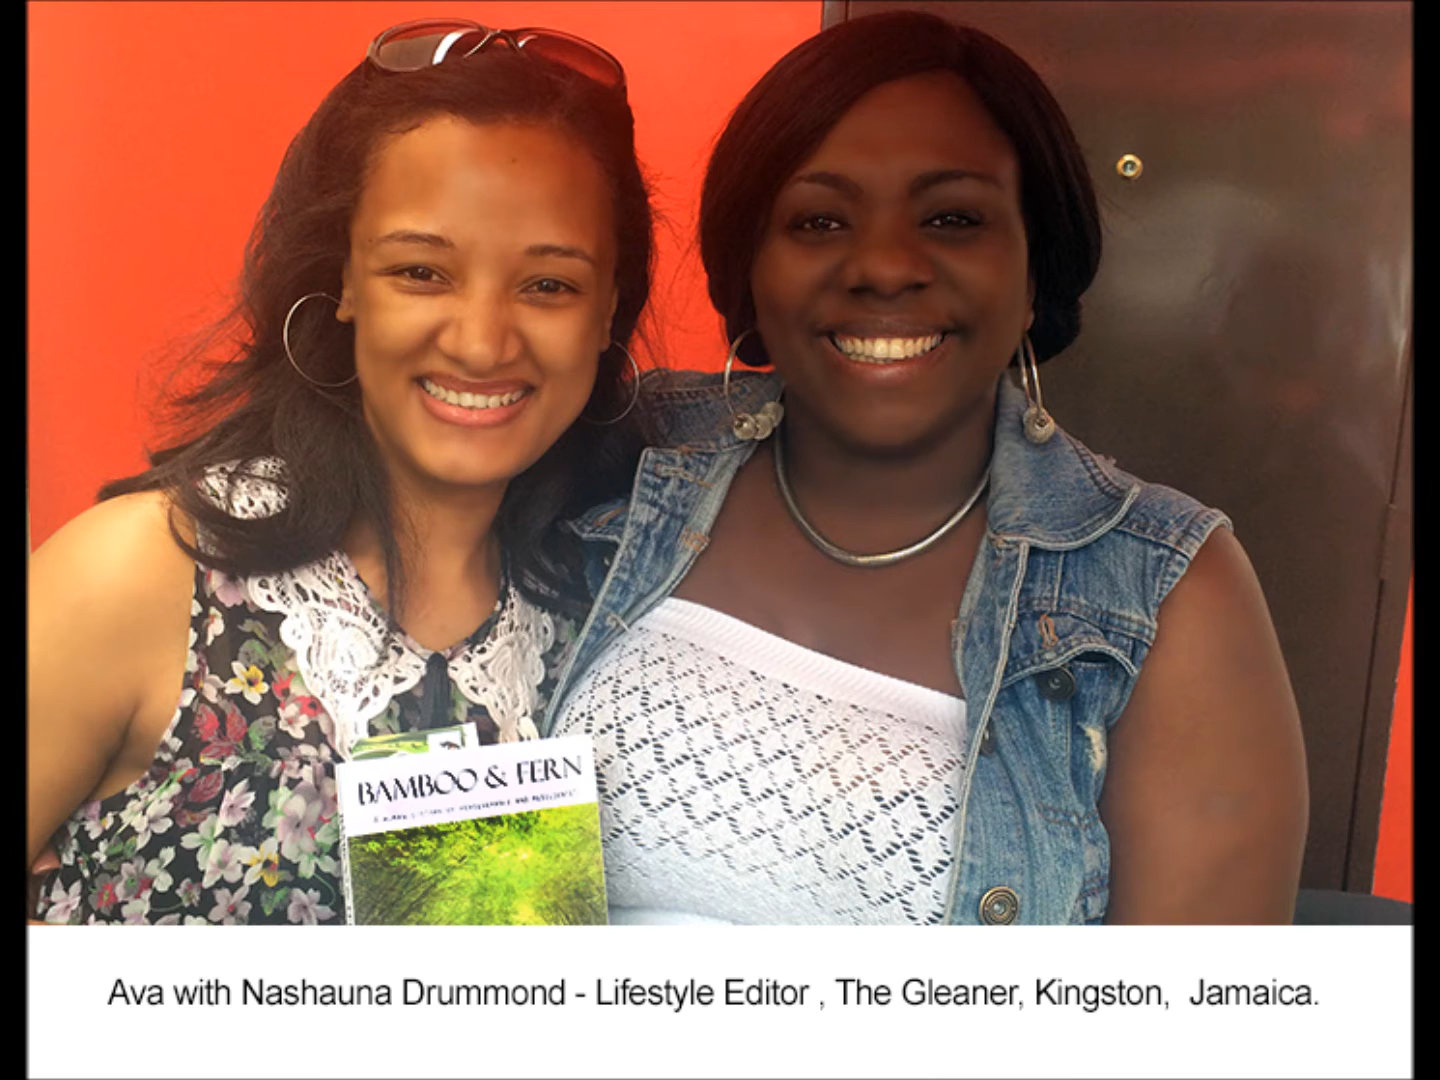 BAMBOO & FERN
Ava with Nashauna Drummond - Lifestyle Editor , The Gleaner, Kingston,  Jamaica.